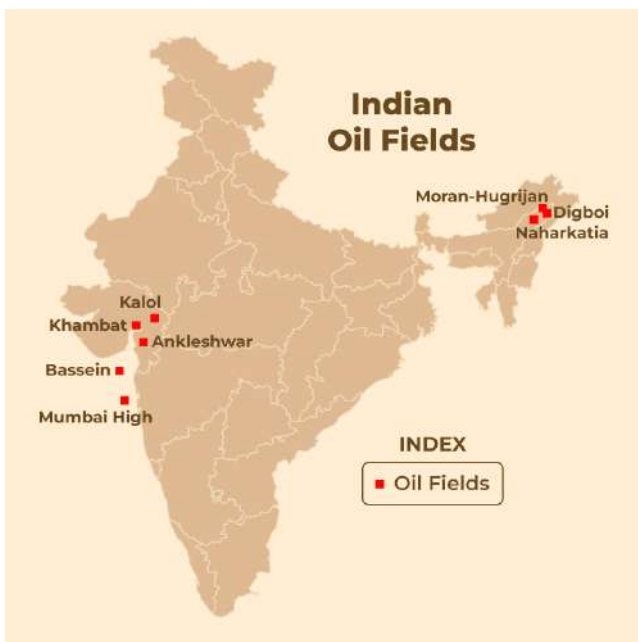 Indian
Oil Fields
Moran-Hugrijan
Digboi
Naharkatia
Kalol
Khambat
Ankleshwar
Bassein
Mumbai High
INDEX
Oil Fields